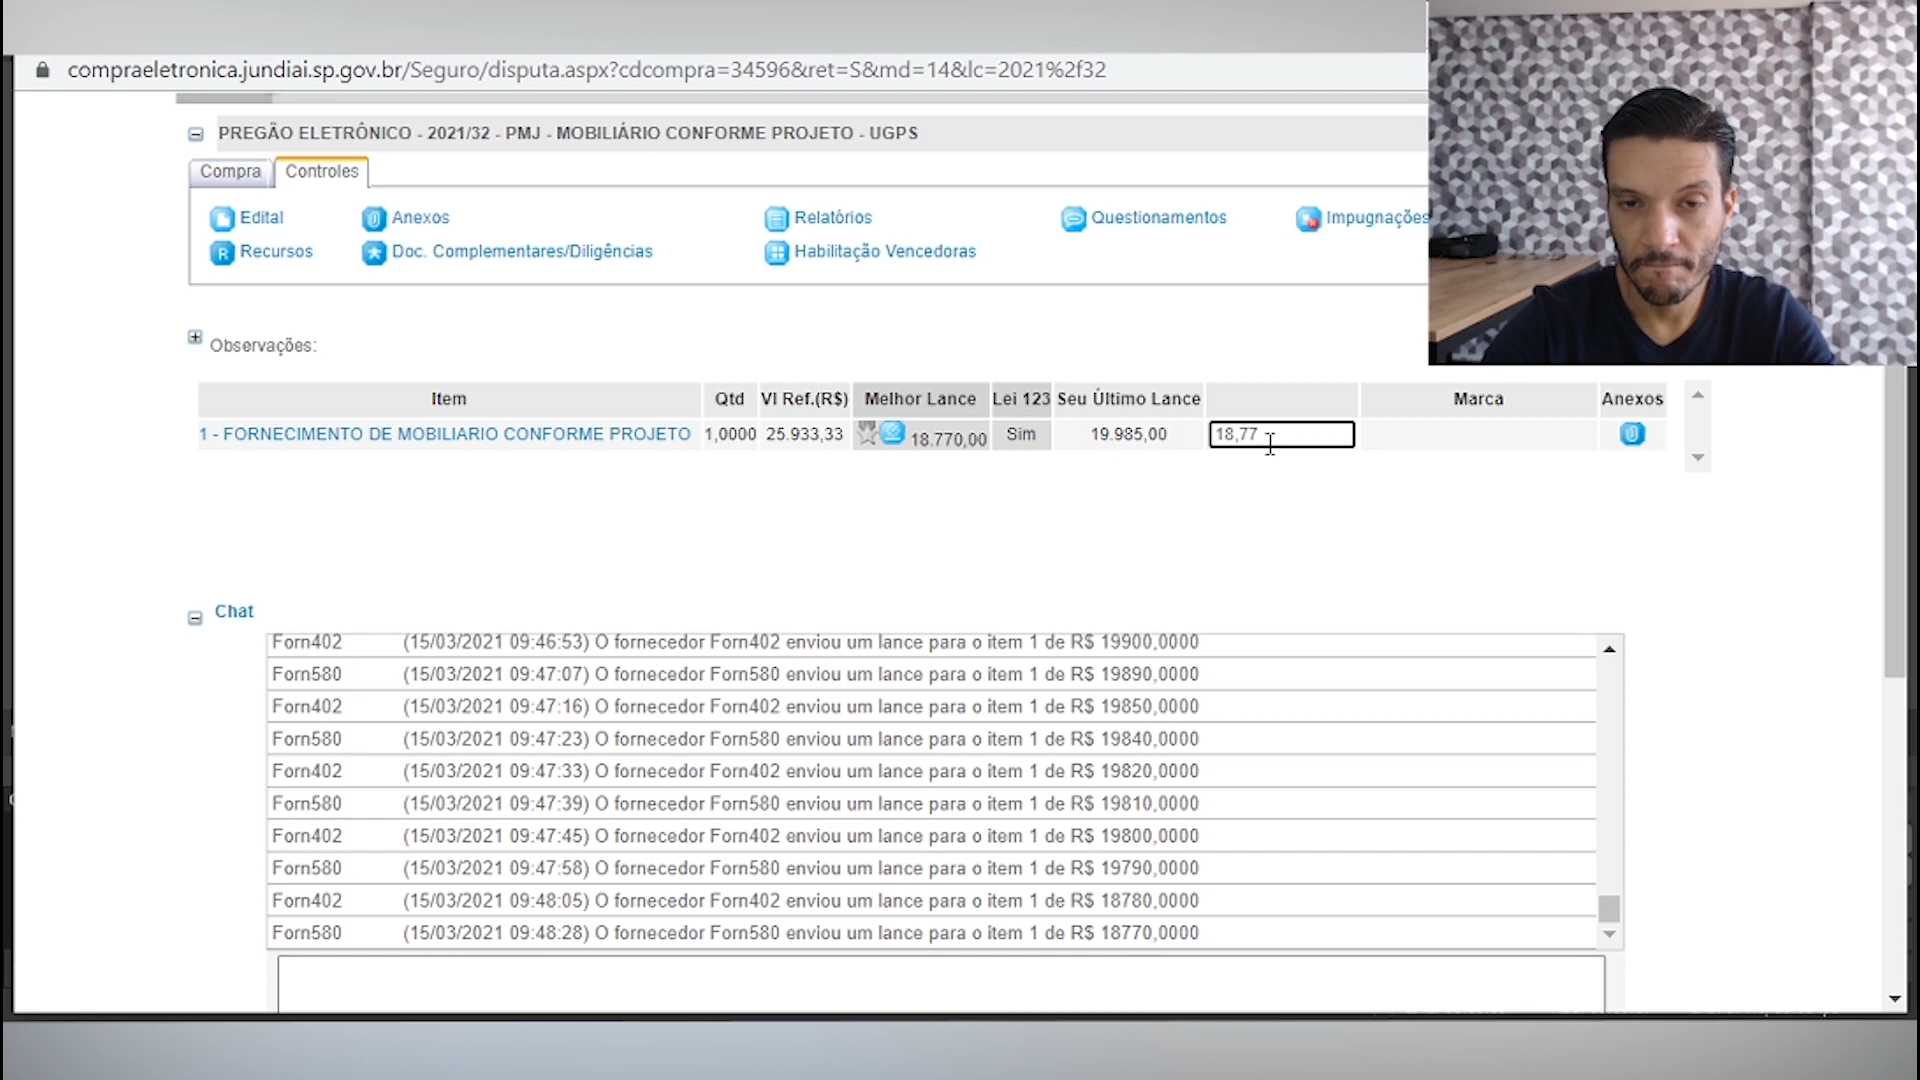 compraeletronica.jundiai.sp.gov.br/Seguro/disputa.aspx?cdcompra=34596&ret=S&md=14&lc=2021%2f32
PREGÃO ELETRÔNICO - 2021/32 - PMJ - MOBILIÁRIO CONFORME PROJETO - UGPS
Compra Controles
Edital Anexos Relatórios Questionamentos Impugnações
Recursos Doc. Complementares/Diligências Habilitação Vencedoras
Observações:
Item Qtd Vl Ref.(R$) Melhor Lance Lei 123 Seu Último Lance Marca Anexos
1 - FORNECIMENTO DE MOBILIARIO CONFORME PROJETO 1,0000 25.933,33 18.770,00 Sim 19.985,00 18,77
Chat
Forn402 (15/03/2021 09:46:53) O fornecedor Forn402 enviou um lance para o item 1 de R$ 19900,0000
Forn580 (15/03/2021 09:47:07) O fornecedor Forn580 enviou um lance para o item 1 de R$ 19890,0000
Forn402 (15/03/2021 09:47:16) O fornecedor Forn402 enviou um lance para o item 1 de R$ 19850,0000
Forn580 (15/03/2021 09:47:23) O fornecedor Forn580 enviou um lance para o item 1 de R$ 19840,0000
Forn402 (15/03/2021 09:47:33) O fornecedor Forn402 enviou um lance para o item 1 de R$ 19820,0000
Forn580 (15/03/2021 09:47:39) O fornecedor Forn580 enviou um lance para o item 1 de R$ 19810,0000
Forn402 (15/03/2021 09:47:45) O fornecedor Forn402 enviou um lance para o item 1 de R$ 19800,0000
Forn580 (15/03/2021 09:47:58) O fornecedor Forn580 enviou um lance para o item 1 de R$ 19790,0000
Forn402 (15/03/2021 09:48:05) O fornecedor Forn402 enviou um lance para o item 1 de R$ 18780,0000
Forn580 (15/03/2021 09:48:28) O fornecedor Forn580 enviou um lance para o item 1 de R$ 18770,0000